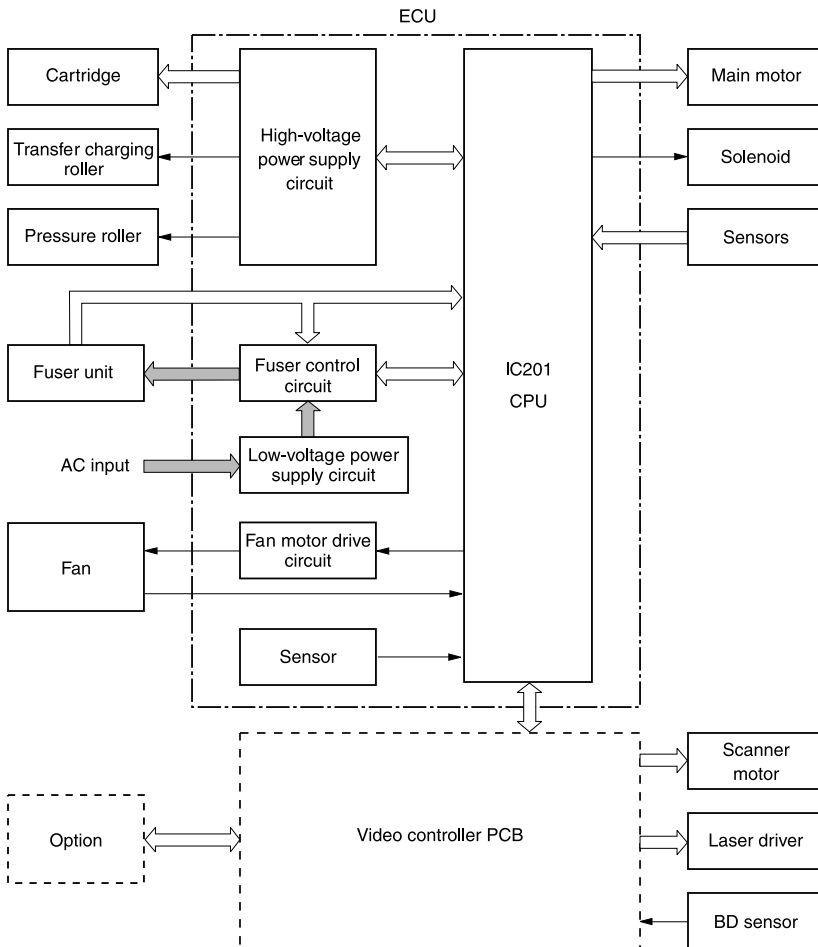 ECU
Cartridge
Main motor
High-voltage
power supply
circuit
Transfer charging
roller
Solenoid
Pressure roller
Sensors
Fuser unit
Fuser control
circuit
IC201
CPU
AC input
Low-voltage power
supply circuit
Fan
Fan motor drive
circuit
Sensor
Scanner
motor
Option
Video controller PCB
Laser driver
BD sensor